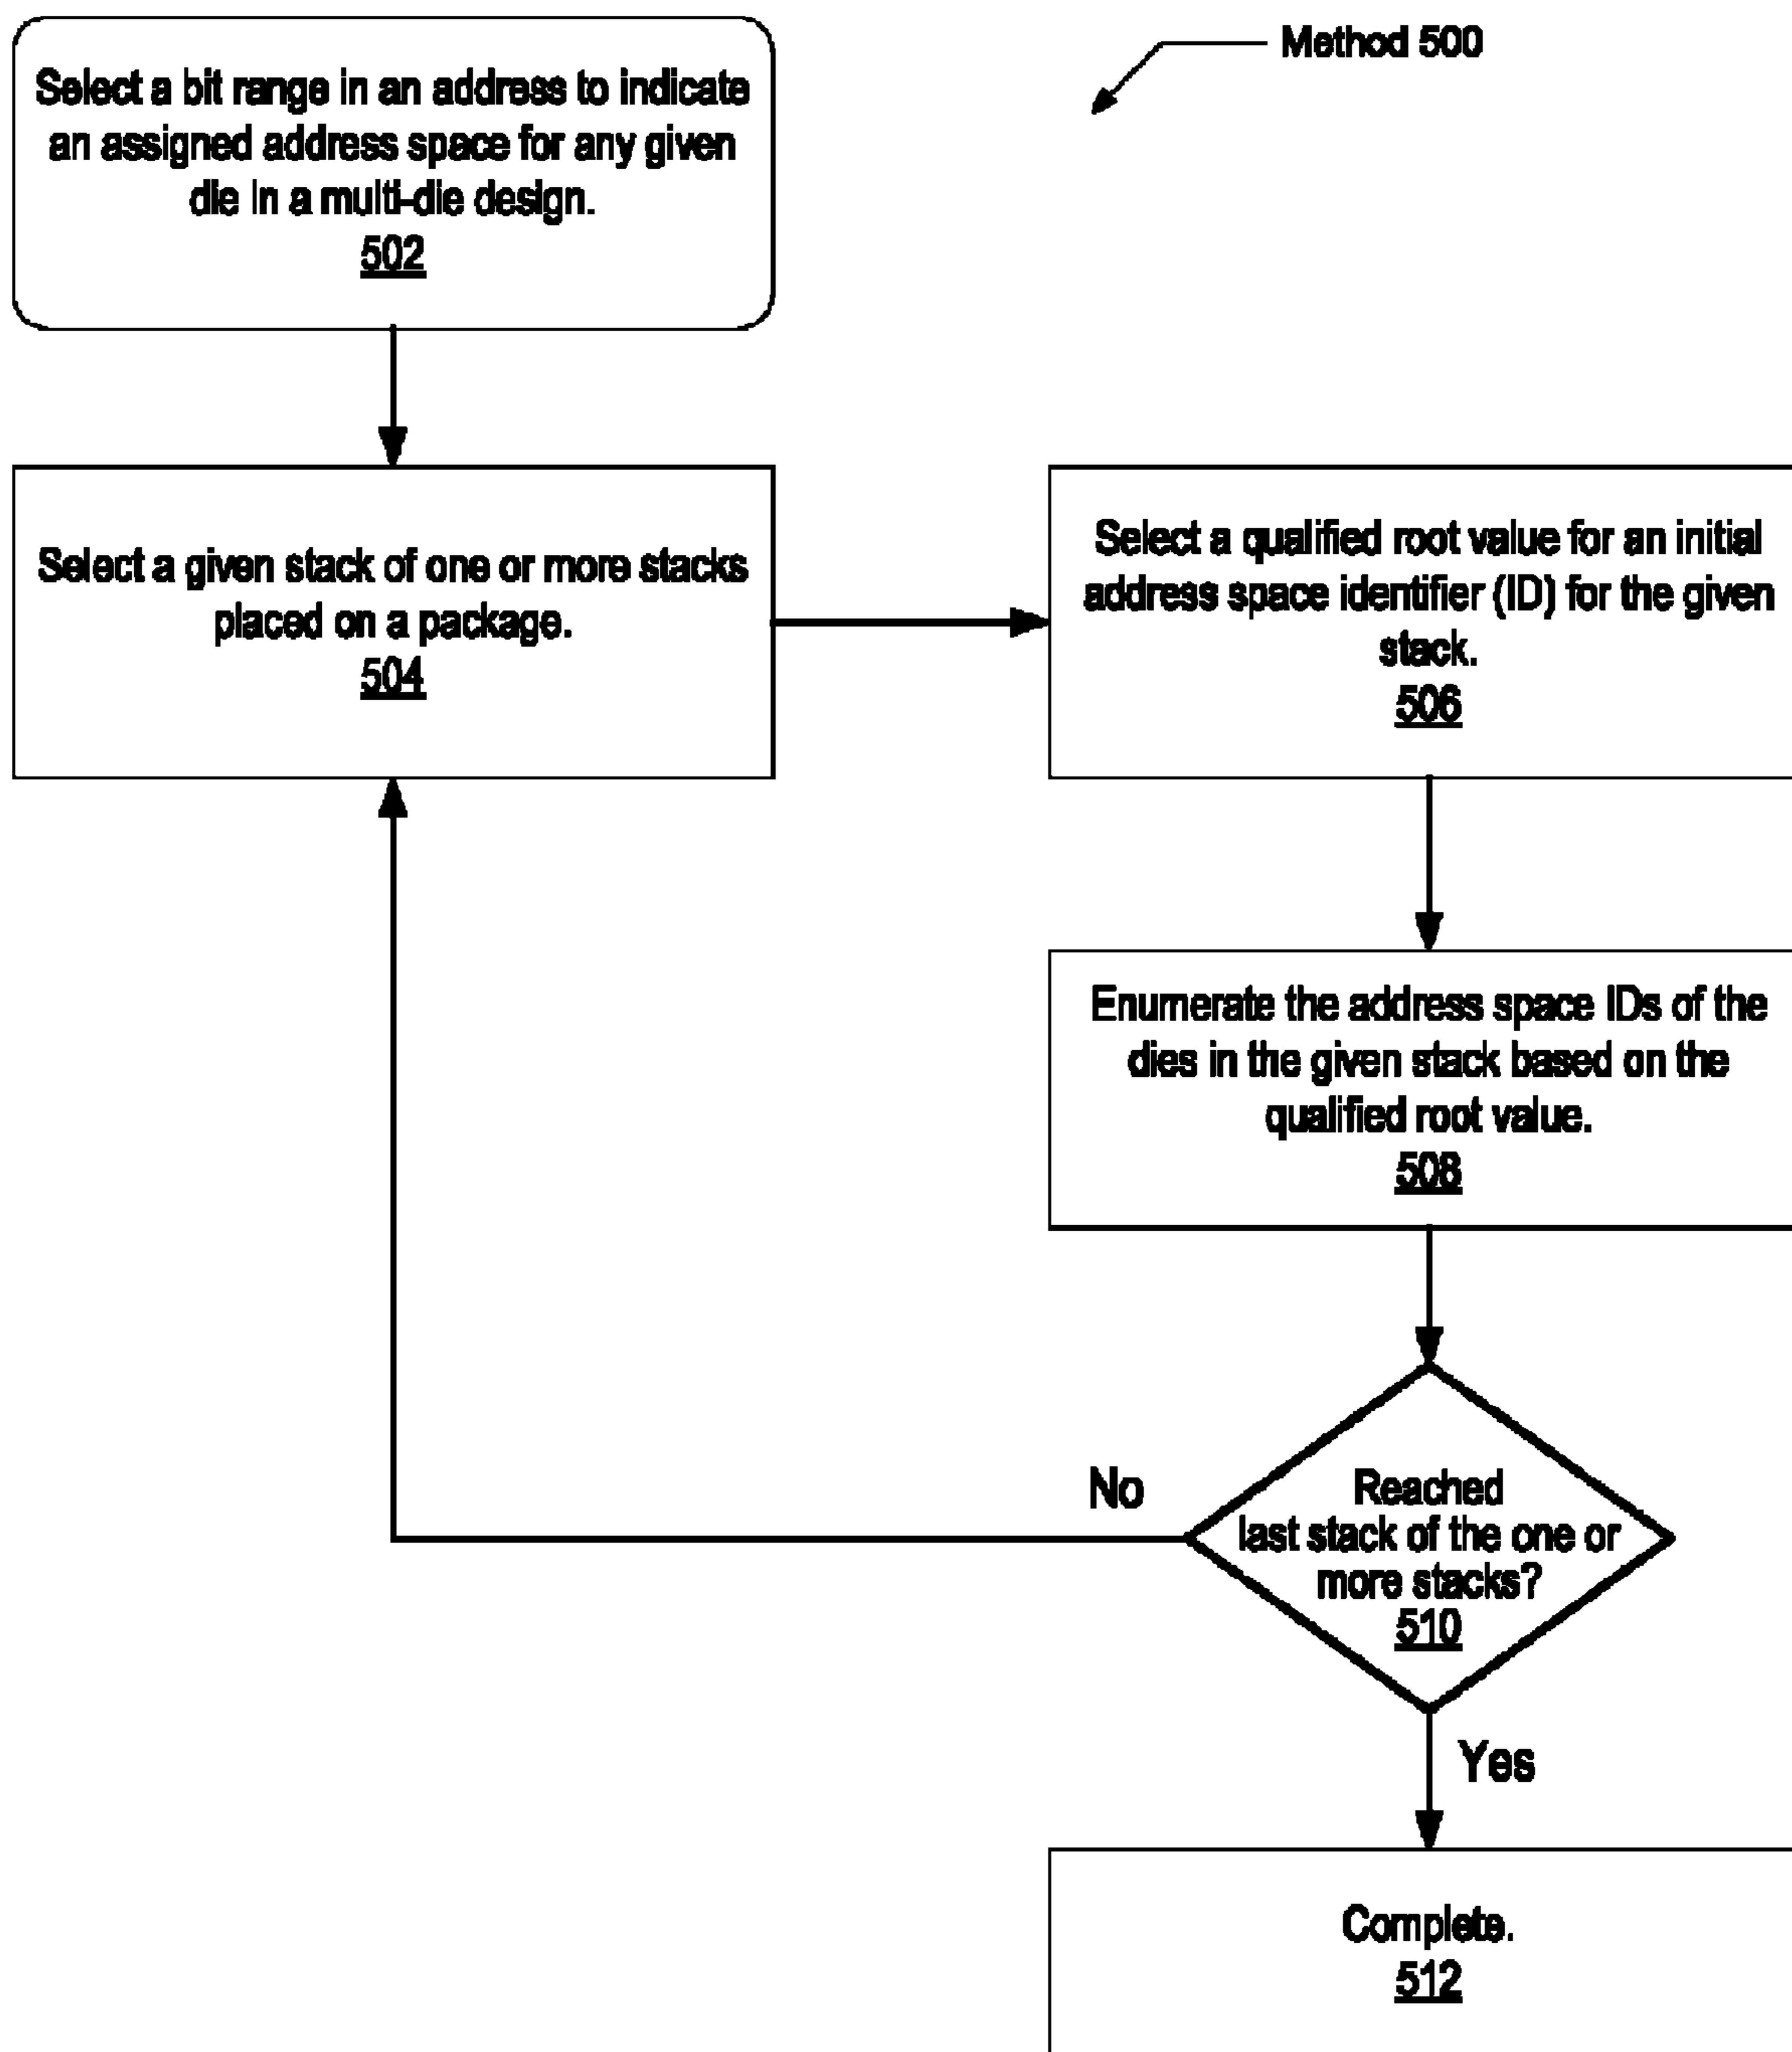 Method 500
Select a bit range in an address to indicate
an assigned address space for any given
die in a multi-die design.
502
Select a given stack of one or more stacks
placed on a package.
504
Select a qualified root value for an initial
address space identifier (ID) for the given
stack.
506
Enumerate the address space IDs of the
dies in the given stack based on the
qualified root value.
508
Reached
last stack of the one or
more stacks?
510
No
Yes
Complete.
512